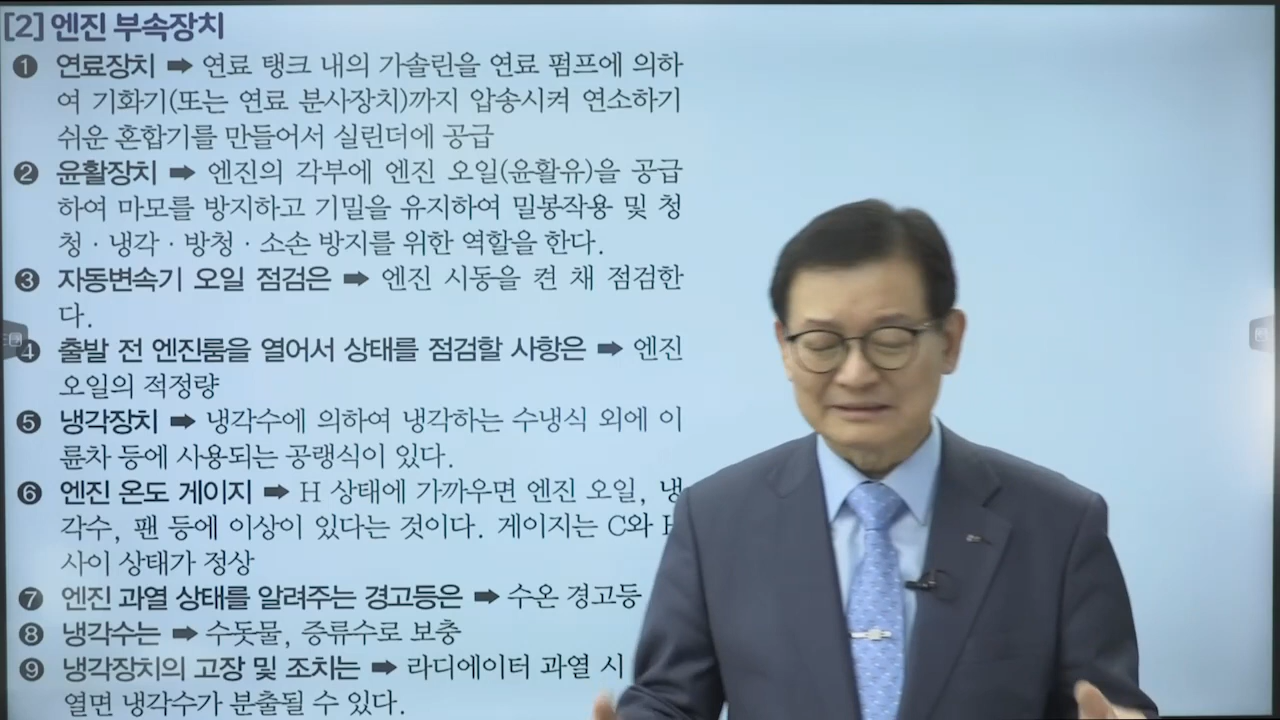 [2] 엔진 부속장치
❶ 연료장치 ➡ 연료 탱크 내의 가솔린을 연료 펌프에 의하
여 기화기(또는 연료 분사장치)까지 압송시켜 연소하기
쉬운 혼합기를 만들어서 실린더에 공급
❷ 윤활장치 ➡ 엔진의 각부에 엔진 오일(윤활유)을 공급
하여 마모를 방지하고 기밀을 유지하여 밀봉작용 및 청
청 · 냉각 · 방청 · 소손 방지를 위한 역할을 한다.
❸ 자동변속기 오일 점검은 ➡ 엔진 시동을 켠 채 점검한
다.
❹ 출발 전 엔진룸을 열어서 상태를 점검할 사항은 ➡ 엔진
오일의 적정량
❺ 냉각장치 ➡ 냉각수에 의하여 냉각하는 수냉식 외에 이
륜차 등에 사용되는 공랭식이 있다.
❻ 엔진 온도 게이지 ➡ H 상태에 가까우면 엔진 오일, 냉
각수, 팬 등에 이상이 있다는 것이다. 게이지는 C와 H
사이 상태가 정상
❼ 엔진 과열 상태를 알려주는 경고등은 ➡ 수온 경고등
❽ 냉각수는 ➡ 수돗물, 증류수로 보충
❾ 냉각장치의 고장 및 조치는 ➡ 라디에이터 과열 시
열면 냉각수가 분출될 수 있다.